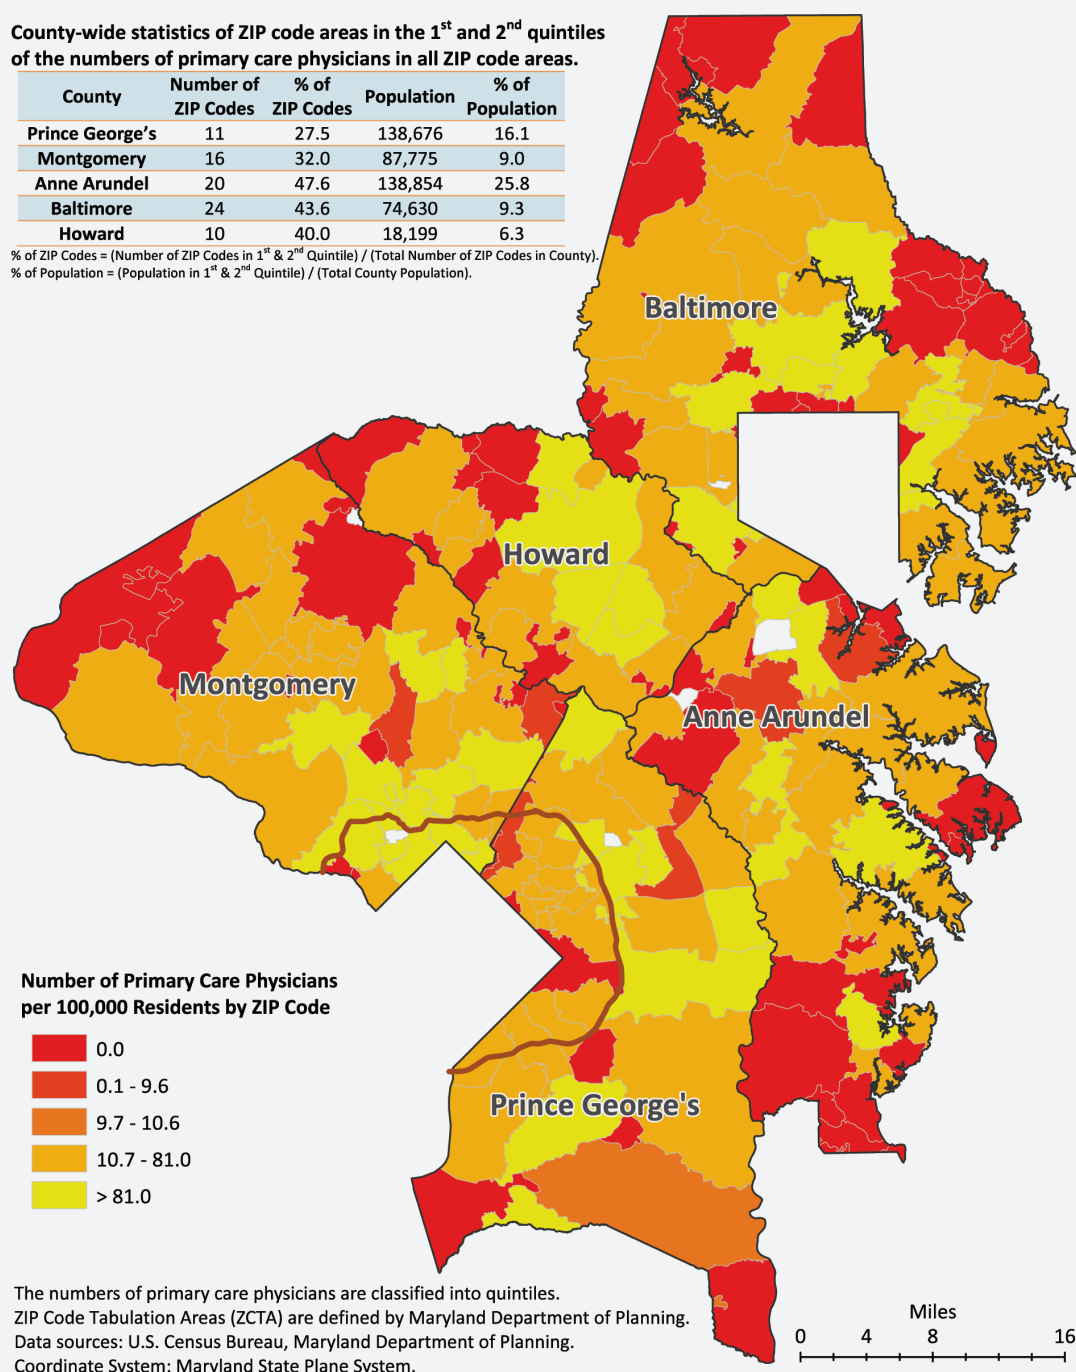 County-wide statistics of ZIP code areas in the 1st and 2nd quintiles
of the numbers of primary care physicians in all ZIP code areas.
County Number of ZIP Codes % of ZIP Codes Population % of Population
Prince George's 11 27.5 138,676 16.1
Montgomery 16 32.0 87,775 9.0
Anne Arundel 20 47.6 138,854 25.8
Baltimore 24 43.6 74,630 9.3
Howard 10 40.0 18,199 6.3
% of ZIP Codes = (Number of ZIP Codes in 1st & 2nd Quintile) / (Total Number of ZIP Codes in County).
% of Population = (Population in 1st & 2nd Quintile) / (Total County Population).
Baltimore
Howard
Montgomery
Anne Arundel
Prince George's
Number of Primary Care Physicians
per 100,000 Residents by ZIP Code
0.0
0.1 - 9.6
9.7 - 10.6
10.7 - 81.0
> 81.0
The numbers of primary care physicians are classified into quintiles.
ZIP Code Tabulation Areas (ZCTA) are defined by Maryland Department of Planning.
Data sources: U.S. Census Bureau, Maryland Department of Planning.
Coordinate System: Maryland State Plane System.
Miles
0 4 8 16